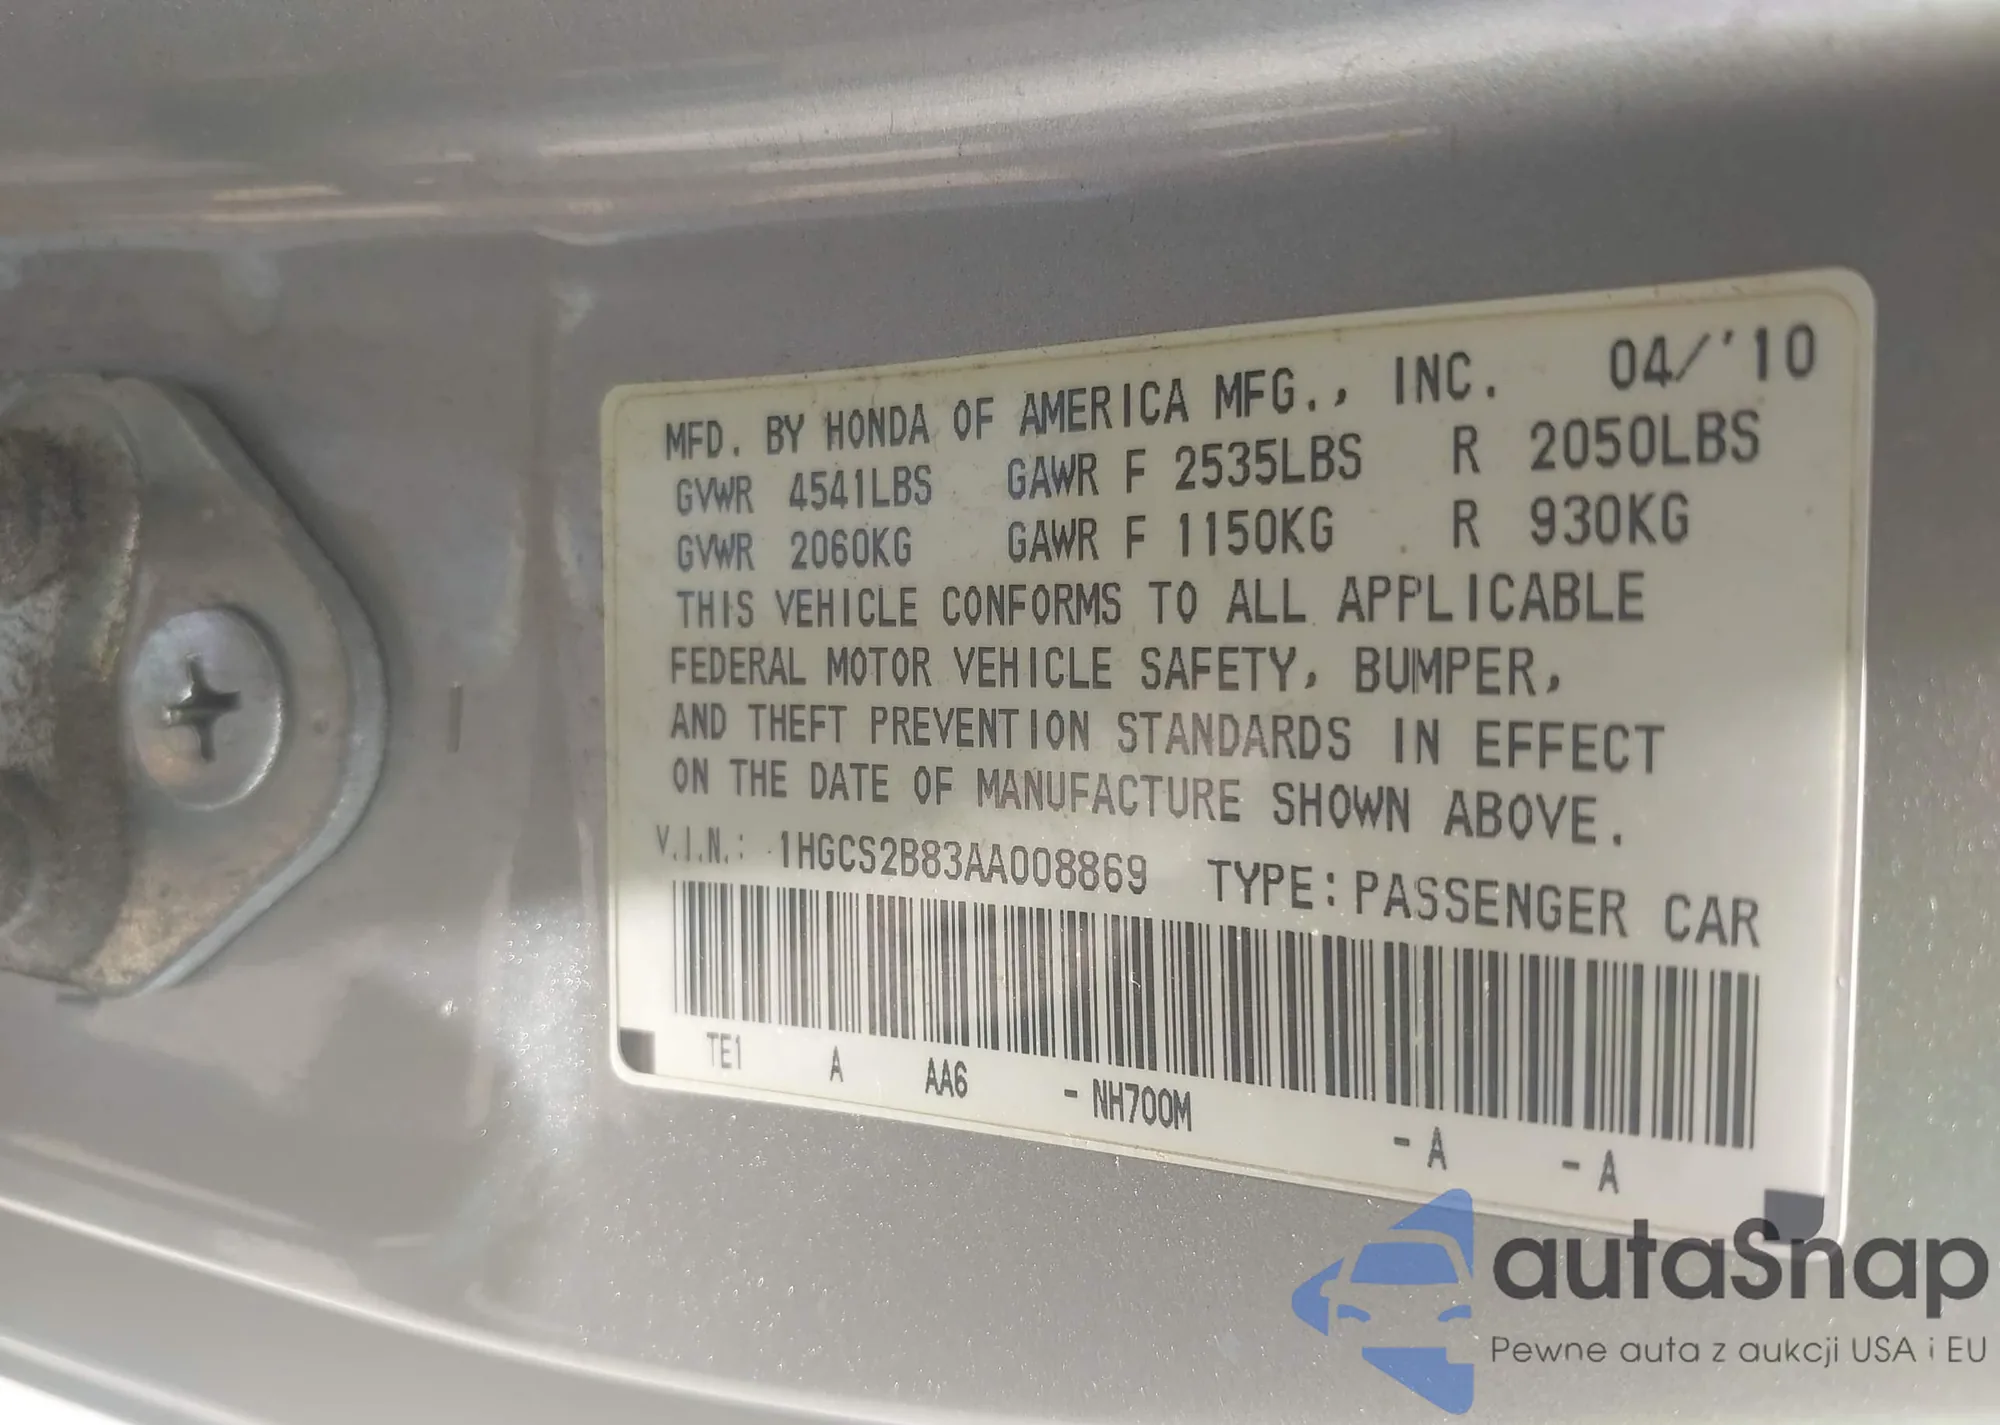 MFD. BY HONDA OF AMERICA MFG., INC. 04/'10
GVWR 4541LBS GAWR F 2535LBS R 2050LBS
GVWR 2060KG GAWR F 1150KG R 930KG
THIS VEHICLE CONFORMS TO ALL APPLICABLE
FEDERAL MOTOR VEHICLE SAFETY, BUMPER,
AND THEFT PREVENTION STANDARDS IN EFFECT
ON THE DATE OF MANUFACTURE SHOWN ABOVE.
V.I.N.: 1HGCS2B83AA008869 TYPE:PASSENGER CAR
TE1 A AA6 -NH700M -A -A
autaSnap
Pewne auta z aukcji USA i EU